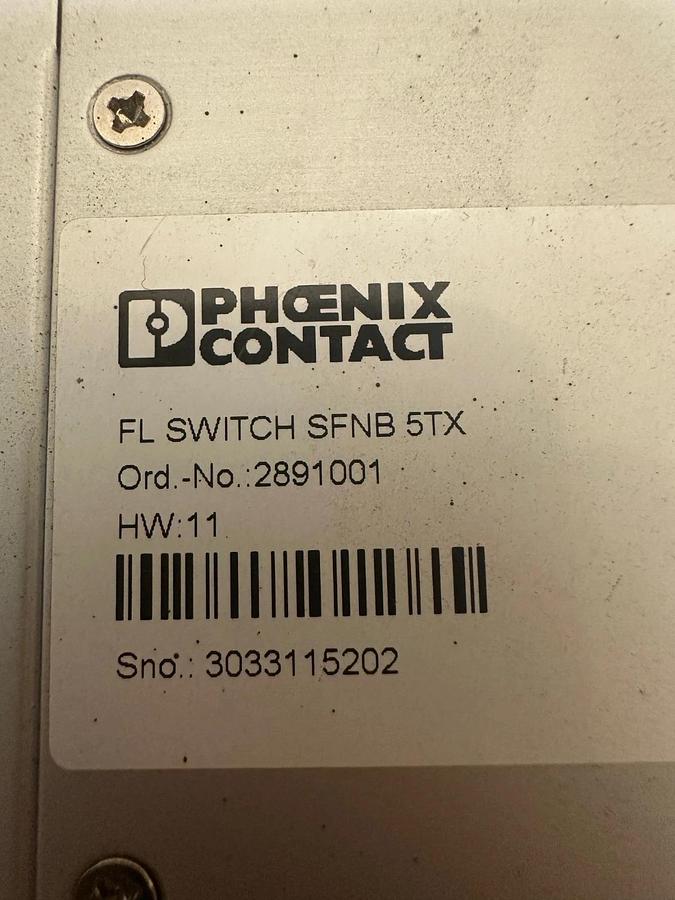 PHŒNIX
CONTACT
FL SWITCH SFNB 5TX
Ord.-No.:2891001
HW:11
Sno.: 3033115202